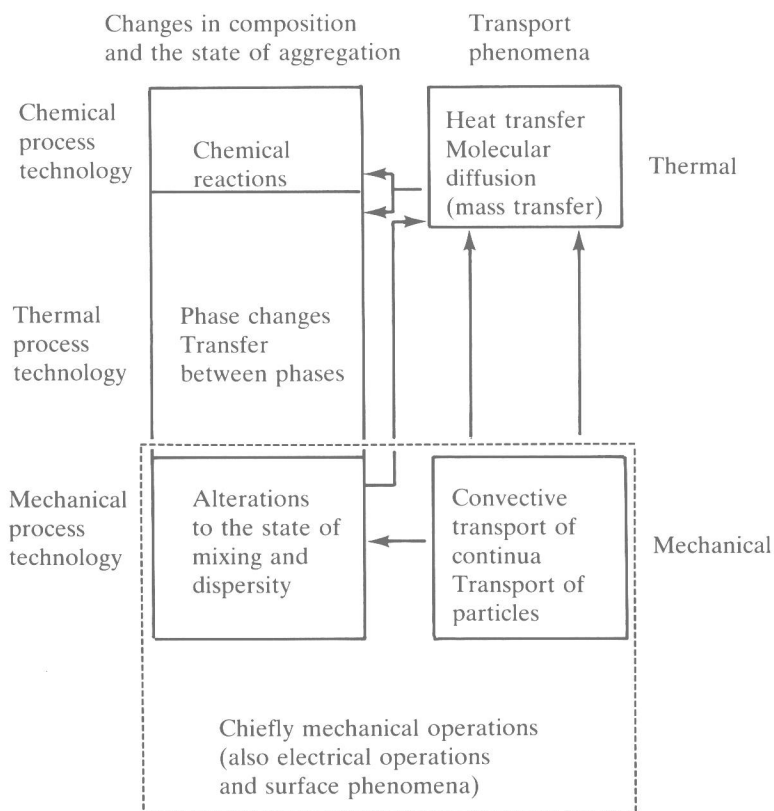 Changes in composition
and the state of aggregation
Transport
phenomena
Chemical
process
technology
Chemical
reactions
Heat transfer
Molecular
diffusion
(mass transfer)
Thermal
Thermal
process
technology
Phase changes
Transfer
between phases
Mechanical
process
technology
Alterations
to the state of
mixing and
dispersity
Convective
transport of
continua
Transport of
particles
Mechanical
Chiefly mechanical operations
(also electrical operations
and surface phenomena)